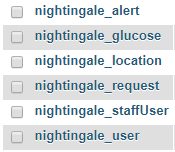 nightingale_alert
nightingale_glucose
nightingale_location
nightingale_request
nightingale_staffUser
nightingale_user